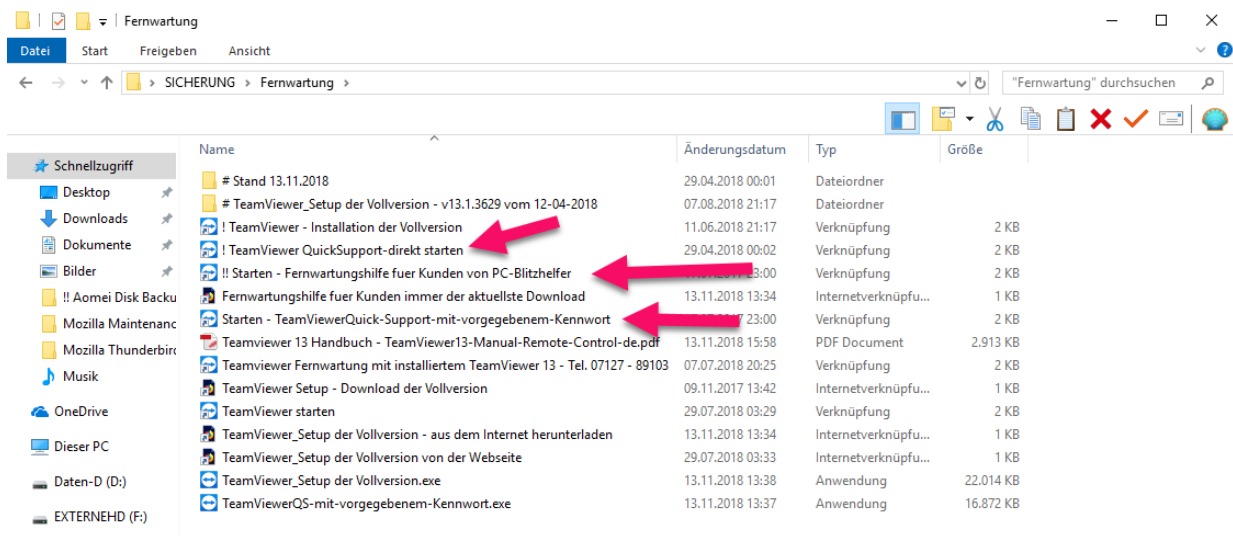 Fernwartung
Datei Start Freigeben Ansicht
SICHERUNG > Fernwartung > "Fernwartung" durchsuchen
Name Änderungsdatum Typ Größe
Schnellzugriff
Desktop
Downloads
Dokumente
Bilder
!! Aomei Disk Backu
Mozilla Maintenanc
Mozilla Thunderbird
Musik
OneDrive
Dieser PC
Daten-D (D:)
EXTERNEHD (F:)
# Stand 13.11.2018 29.04.2018 00:01 Dateiordner
# TeamViewer_Setup der Vollversion - v13.1.3629 vom 12-04-2018 07.08.2018 21:17 Dateiordner
! TeamViewer - Installation der Vollversion 11.06.2018 21:17 Verknüpfung 2 KB
! TeamViewer QuickSupport-direkt starten 29.04.2018 00:02 Verknüpfung 2 KB
!! Starten - Fernwartungshilfe fuer Kunden von PC-Blitzhelfer 23:00 Verknüpfung 2 KB
Fernwartungshilfe fuer Kunden immer der aktuellste Download 13.11.2018 13:34 Internetverknüpfu... 1 KB
Starten - TeamViewerQuick-Support-mit-vorgegebenem-Kennwort 23:00 Verknüpfung 2 KB
Teamviewer 13 Handbuch - TeamViewer13-Manual-Remote-Control-de.pdf 13.11.2018 15:58 PDF Document 2.913 KB
Teamviewer Fernwartung mit installiertem TeamViewer 13 - Tel. 07127 - 89103 07.07.2018 20:25 Verknüpfung 2 KB
TeamViewer Setup - Download der Vollversion 09.11.2017 13:42 Internetverknüpfu... 1 KB
TeamViewer starten 29.07.2018 03:29 Verknüpfung 2 KB
TeamViewer_Setup der Vollversion - aus dem Internet herunterladen 13.11.2018 13:34 Internetverknüpfu... 1 KB
TeamViewer_Setup der Vollversion von der Webseite 29.07.2018 03:33 Internetverknüpfu... 1 KB
TeamViewer_Setup der Vollversion.exe 13.11.2018 13:38 Anwendung 22.014 KB
TeamViewerQS-mit-vorgegebenem-Kennwort.exe 13.11.2018 13:37 Anwendung 16.872 KB